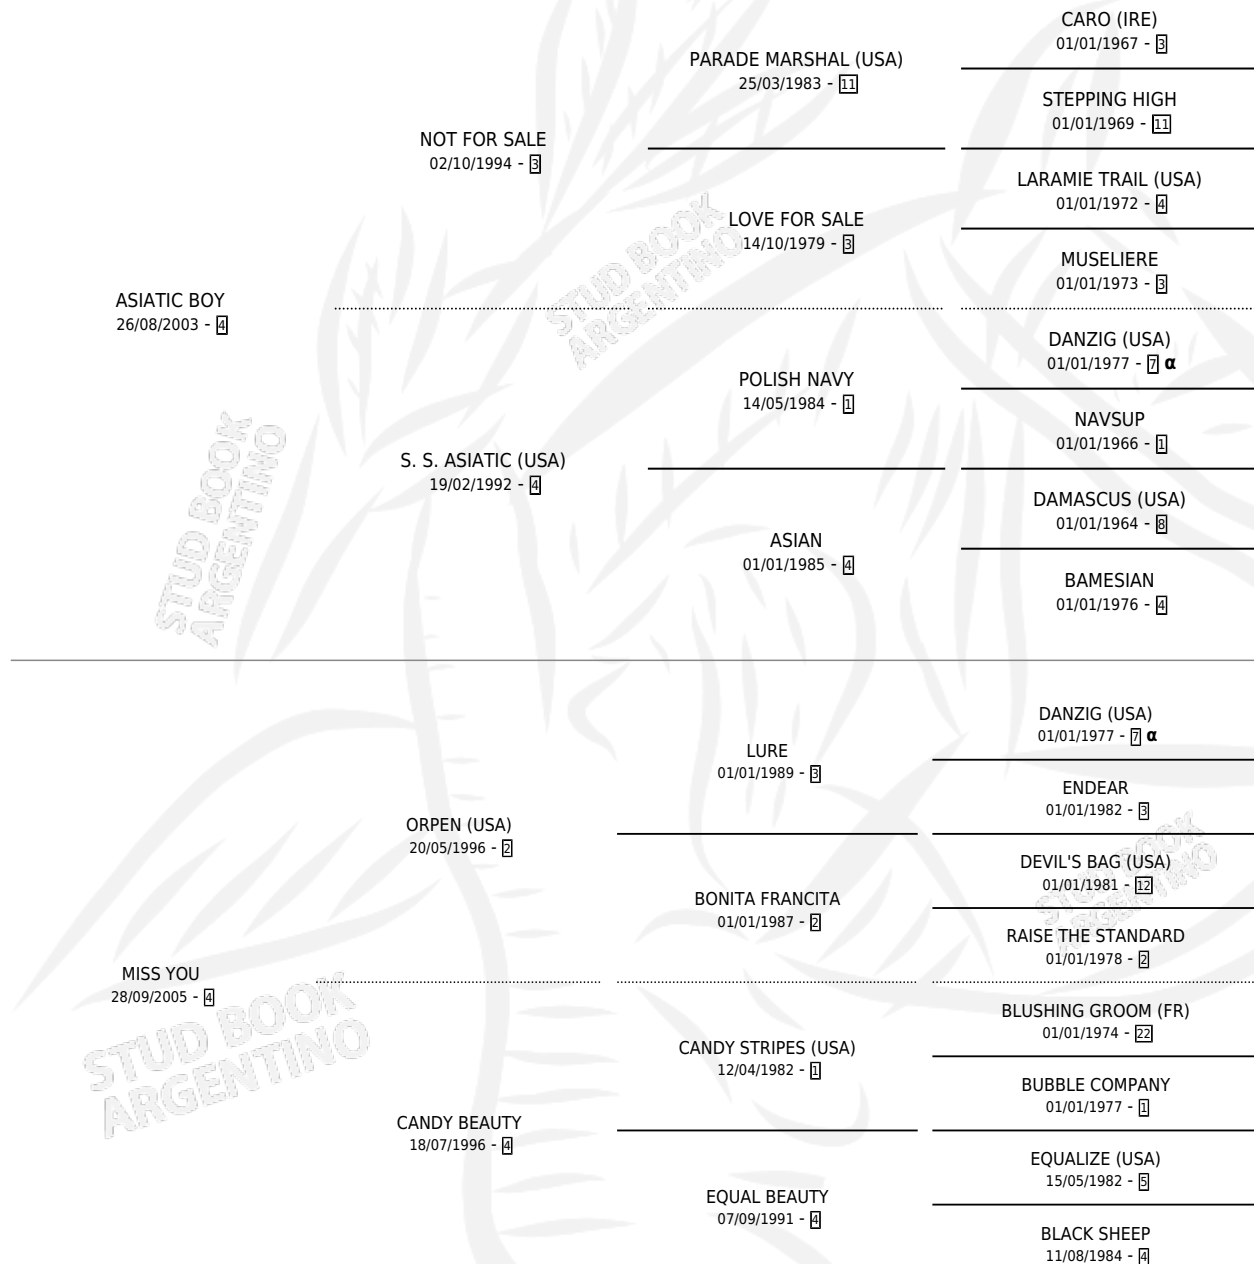 CARO (IRE)
01/01/1967 - 3
PARADE MARSHAL (USA)
25/03/1983 - 11
STEPPING HIGH
01/01/1969 - 11
NOT FOR SALE
02/10/1994 - 3
LARAMIE TRAIL (USA)
01/01/1972 - 4
LOVE FOR SALE
14/10/1979 - 3
MUSELIERE
01/01/1973 - 3
ASIATIC BOY
26/08/2003 - 4
DANZIG (USA)
01/01/1977 - 7 α
POLISH NAVY
14/05/1984 - 1
NAVSUP
01/01/1966 - 1
S. S. ASIATIC (USA)
19/02/1992 - 4
DAMASCUS (USA)
01/01/1964 - 8
ASIAN
01/01/1985 - 4
BAMESIAN
01/01/1976 - 4
DANZIG (USA)
01/01/1977 - 7 α
LURE
01/01/1989 - 3
ENDEAR
01/01/1982 - 3
ORPEN (USA)
20/05/1996 - 2
DEVIL'S BAG (USA)
01/01/1981 - 12
BONITA FRANCITA
01/01/1987 - 2
RAISE THE STANDARD
01/01/1978 - 2
MISS YOU
28/09/2005 - 4
BLUSHING GROOM (FR)
01/01/1974 - 22
CANDY STRIPES (USA)
12/04/1982 - 1
BUBBLE COMPANY
01/01/1977 - 1
CANDY BEAUTY
18/07/1996 - 4
EQUALIZE (USA)
15/05/1982 - 5
EQUAL BEAUTY
07/09/1991 - 4
BLACK SHEEP
11/08/1984 - 4
STUD BOOK
ARGENTINO
STUD BOOK
ARGENTINO
STUD BOOK
ARGENTINO
STUD BOOK
ARGENTINO